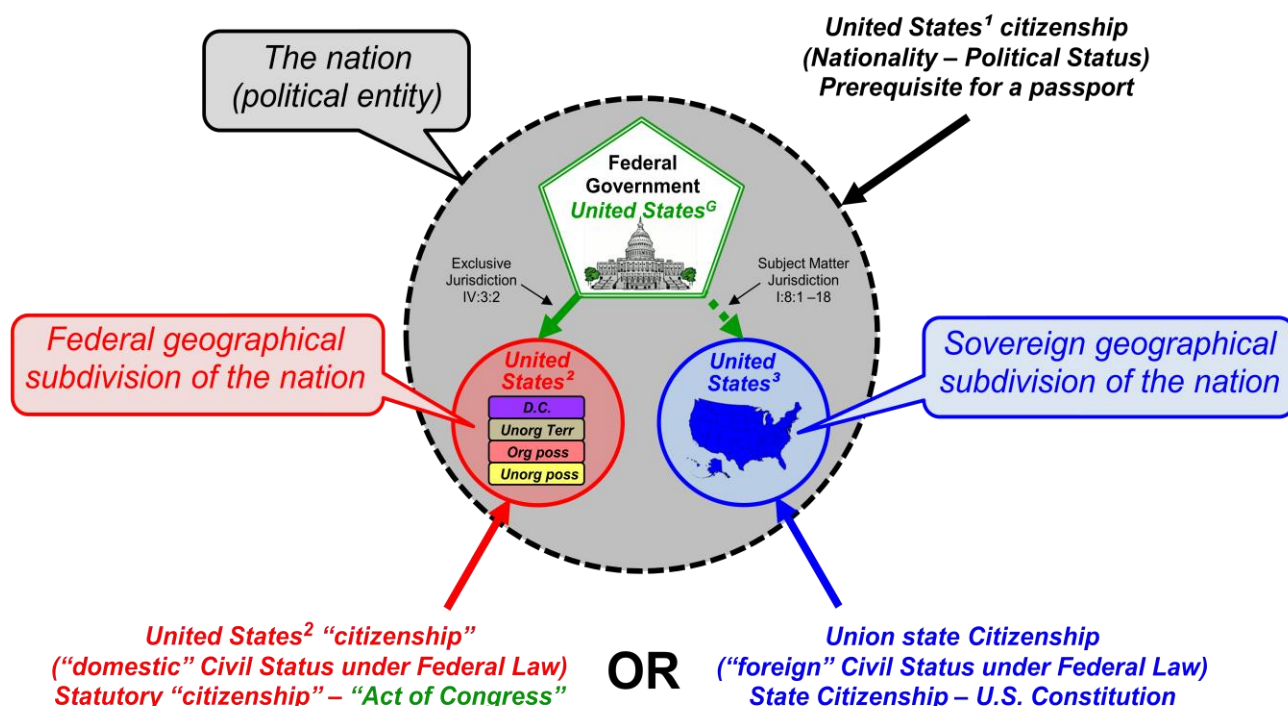 The nation
(political entity)
United States¹ citizenship
(Nationality – Political Status)
Prerequisite for a passport
Federal
Government
United Statesᴳ
Exclusive
Jurisdiction
IV:3:2
Subject Matter
Jurisdiction
I:8:1 –18
Federal geographical
subdivision of the nation
United
States²
D.C.
Unorg Terr
Org poss
Unorg poss
United
States³
Sovereign geographical
subdivision of the nation
United States² “citizenship”
(“domestic” Civil Status under Federal Law)
Statutory “citizenship” – “Act of Congress”
OR
Union state Citizenship
(“foreign” Civil Status under Federal Law)
State Citizenship – U.S. Constitution